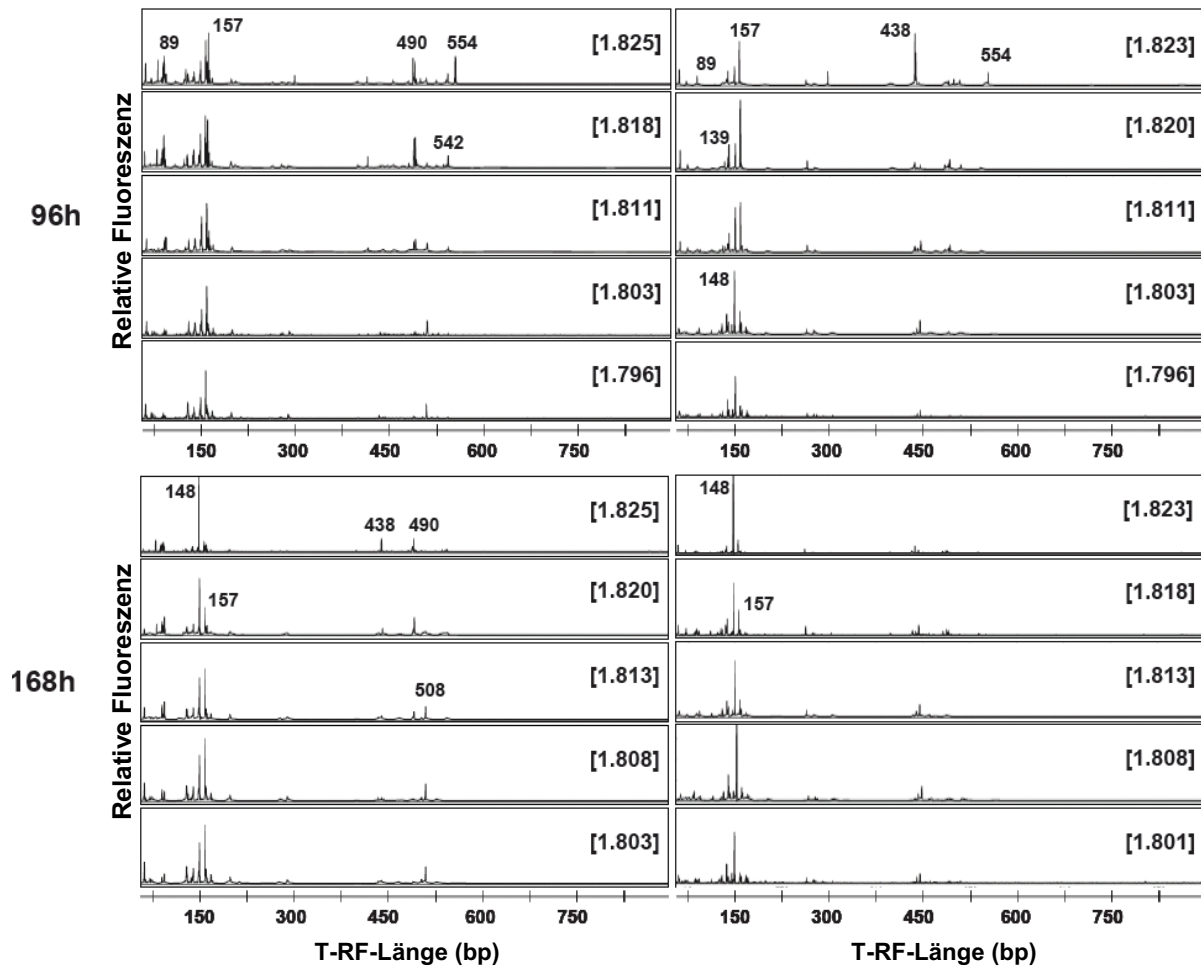 89 157 490 554 [1.825]
542 [1.818]
[1.811]
[1.803]
[1.796]
150 300 450 600 750
89 157 438 554 [1.823]
139 [1.820]
[1.811]
148 [1.803]
[1.796]
150 300 450 600 750
96h
Relative Fluoreszenz
148 438 490 [1.825]
157 [1.820]
508 [1.813]
[1.808]
[1.803]
150 300 450 600 750
T-RF-Länge (bp)
148 [1.823]
157 [1.818]
[1.813]
[1.808]
[1.801]
150 300 450 600 750
T-RF-Länge (bp)
168h
Relative Fluoreszenz